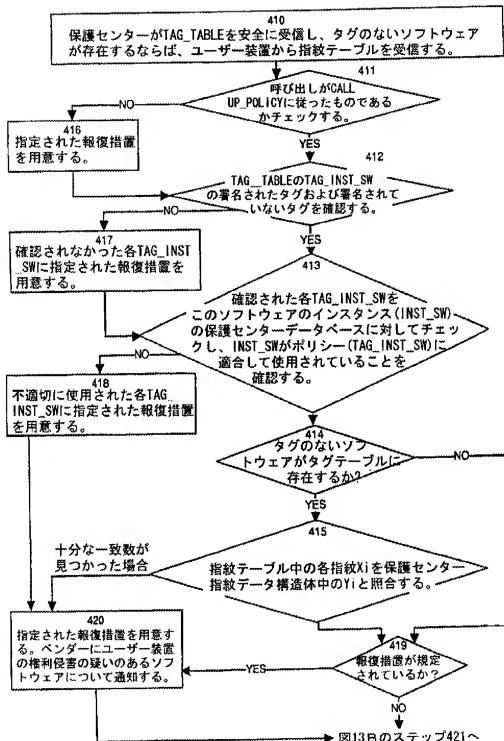 410
保護センターがTAG_TABLEを安全に受信し、タグのないソフトウェア
が存在するならば、ユーザー装置から指紋テーブルを受信する。
411
呼び出しがCALL
UP_POLICYに従ったものである
かチェックする。
NO
416
指定された報復措置
を用意する。
YES
412
TAG__TABLEのTAG_INST_SW
の署名されたタグおよび署名されて
いないタグを確認する。
NO
417
確認されなかった各TAG_INST
_SWに指定された報復措置を
用意する。
YES
413
確認された各TAG_INST_SWを
このソフトウェアのインスタンス(INST_SW)
の保護センターデータベースに対してチェッ
クし、INST_SWがポリシー(TAG_INST_SW)に
適合して使用されていることを
確認する。
NO
418
不適切に使用された各TAG_
INST_SWに指定された報復措置
を用意する。
414
タグのないソフ
トウェアがタグテーブルに
存在するか?
NO
YES
415
十分な一致数が
見つかった場合
指紋テーブル中の各指紋Xiを保護センター
指紋データ構造体中のYiと照合する。
420
指定された報復措置を用意す
る。ベンダーにユーザー装置
の権利侵害の疑いのあるソフ
トウェアについて通知する。
YES
419
報復措置が規定
されているか?
NO
図13Bのステップ421へ